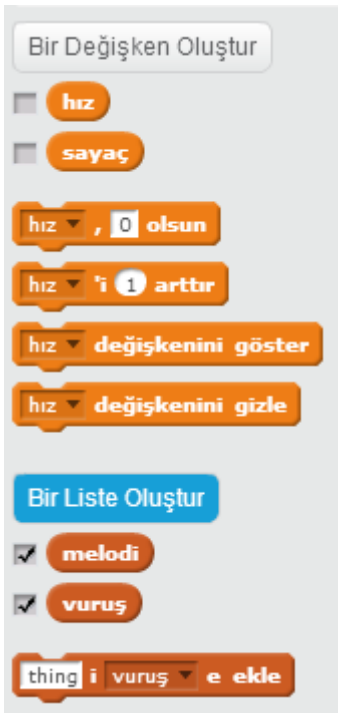 Bir Değişken Oluştur
hız
sayaç
hız , 0 olsun
hız 'i 1 arttır
hız değişkenini göster
hız değişkenini gizle
Bir Liste Oluştur
melodi
vuruş
thing i vuruş e ekle